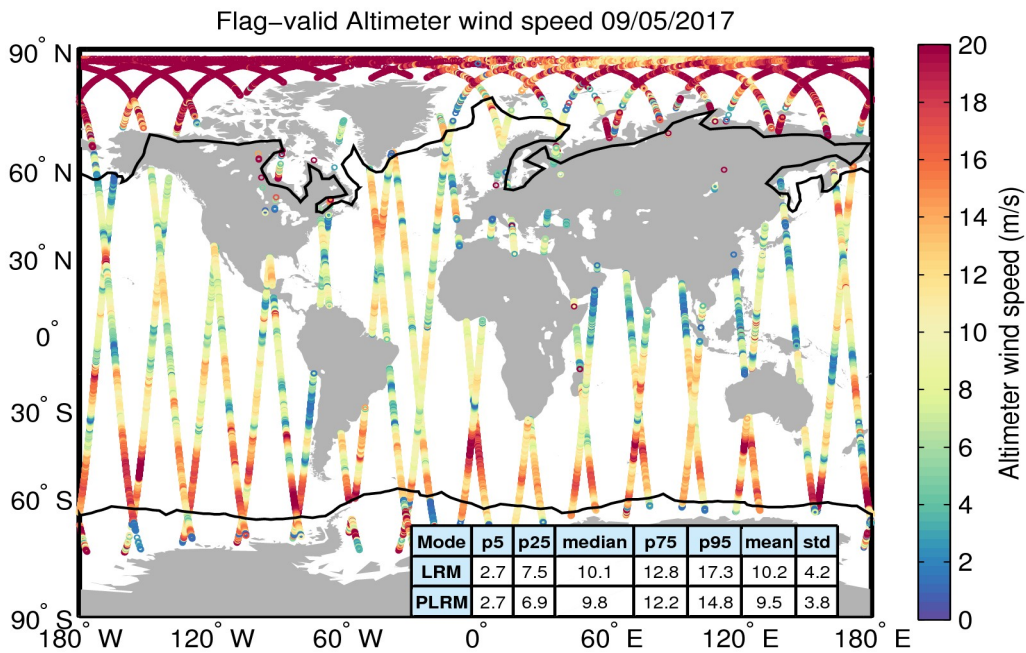 Flag−valid Altimeter wind speed 09/05/2017
90° N
60° N
30° N
0°
30° S
60° S
90° S
180° W
120° W
60° W
0°
60° E
120° E
180° E
Mode p5 p25 median p75 p95 mean std
LRM 2.7 7.5 10.1 12.8 17.3 10.2 4.2
PLRM 2.7 6.9 9.8 12.2 14.8 9.5 3.8
20
18
16
14
12
10
8
6
4
2
0
Altimeter wind speed (m/s)